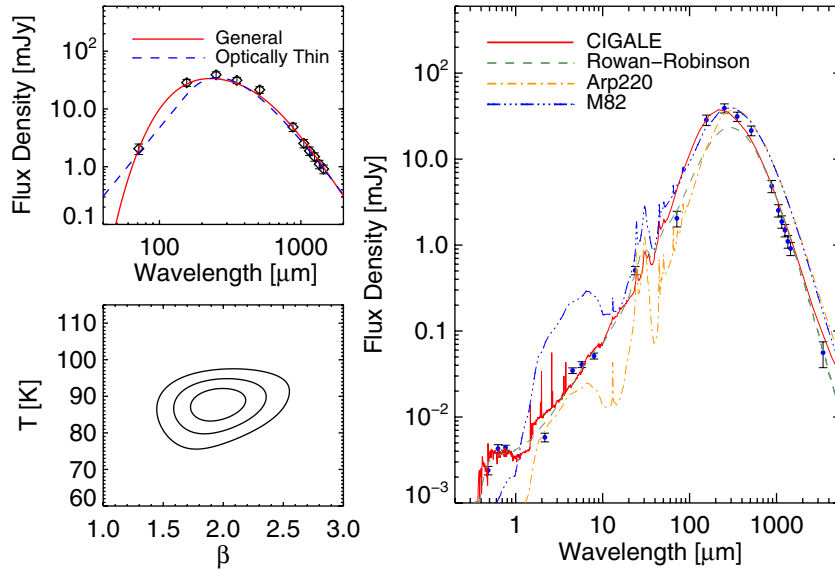 General
Optically Thin
Flux Density [mJy]
10²
10.0
1.0
0.1
100
1000
Wavelength [μm]
T [K]
110
100
90
80
70
60
1.0
1.5
2.0
2.5
3.0
β
CIGALE
Rowan-Robinson
Arp220
M82
Flux Density [mJy]
10²
10.0
1.0
0.1
10⁻²
10⁻³
1
10
100
1000
Wavelength [μm]